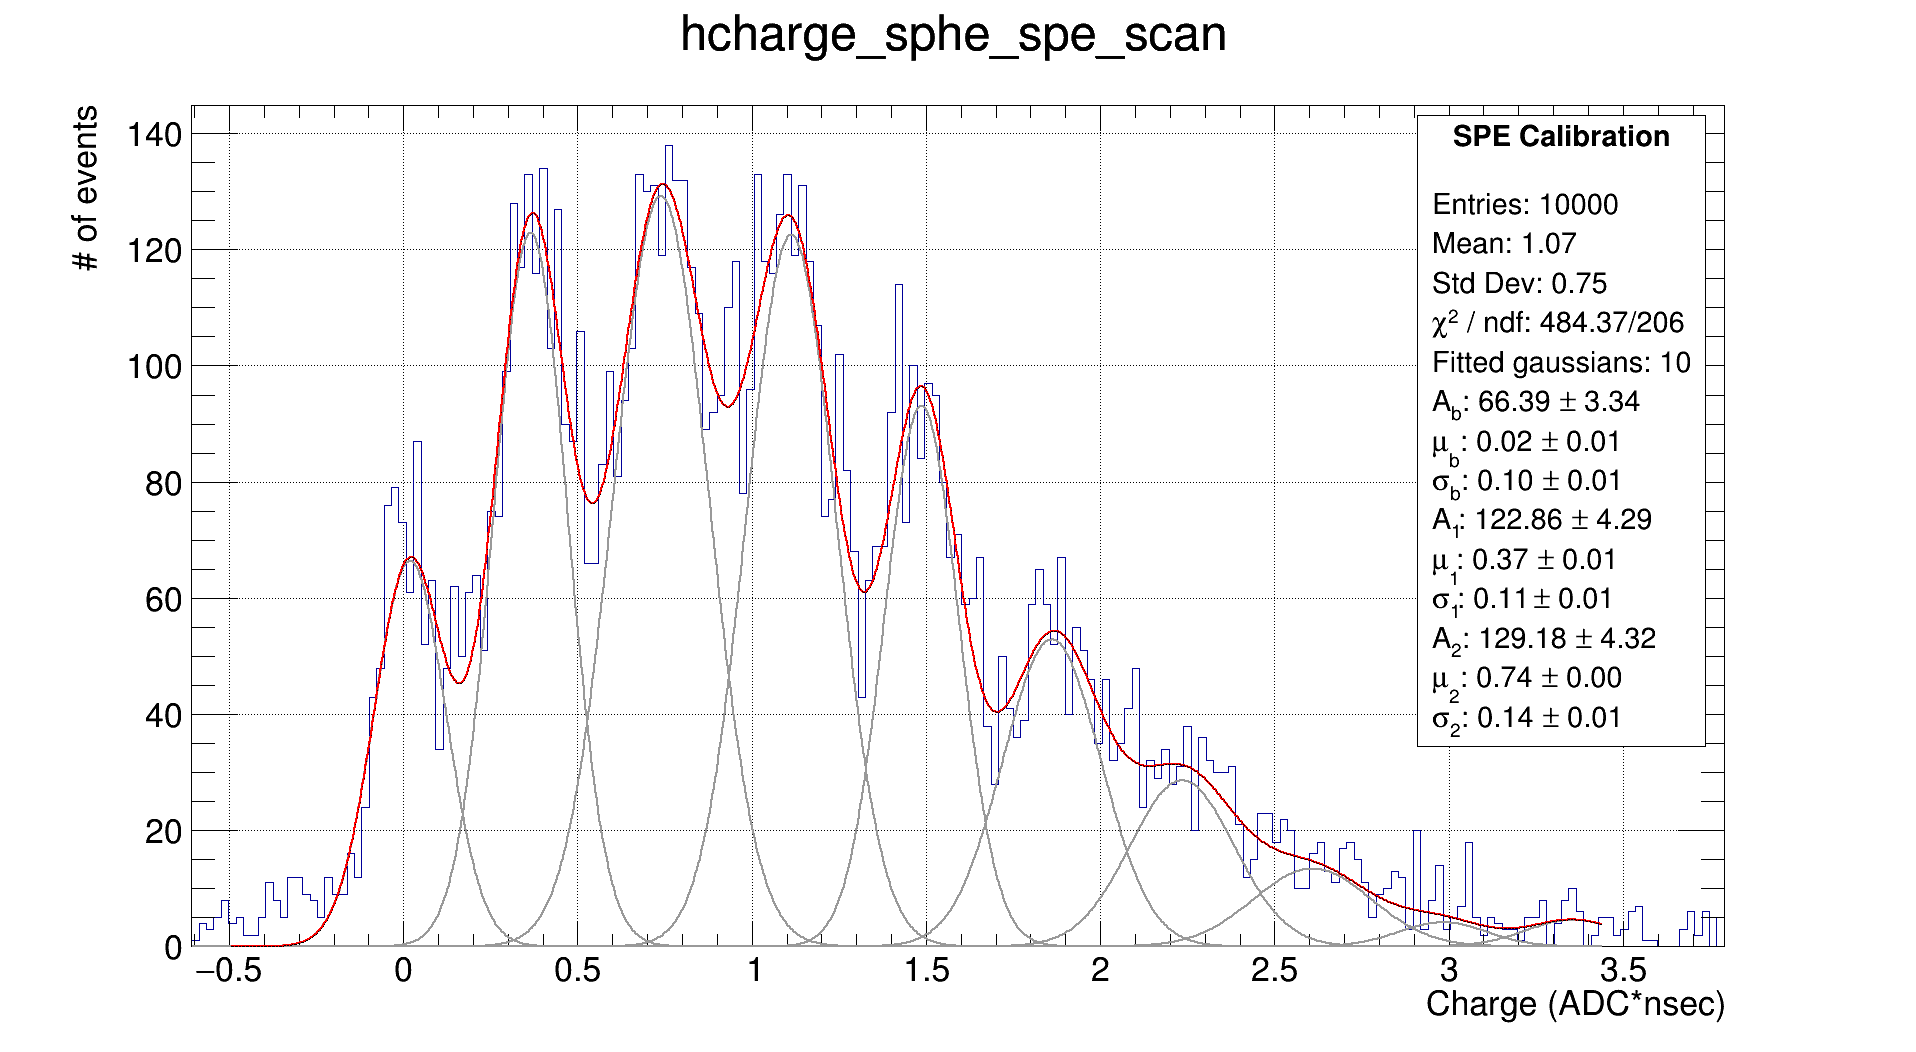 hcharge_sphe_spe_scan
# of events
140
120
100
80
60
40
20
0
−0.5
0
0.5
1
1.5
2
2.5
3
3.5
Charge (ADC*nsec)
SPE Calibration
Entries: 10000
Mean: 1.07
Std Dev: 0.75
χ² / ndf: 484.37/206
Fitted gaussians: 10
A_b: 66.39 ± 3.34
μ_b: 0.02 ± 0.01
σ_b: 0.10 ± 0.01
A_1: 122.86 ± 4.29
μ_1: 0.37 ± 0.01
σ_1: 0.11 ± 0.01
A_2: 129.18 ± 4.32
μ_2: 0.74 ± 0.00
σ_2: 0.14 ± 0.01